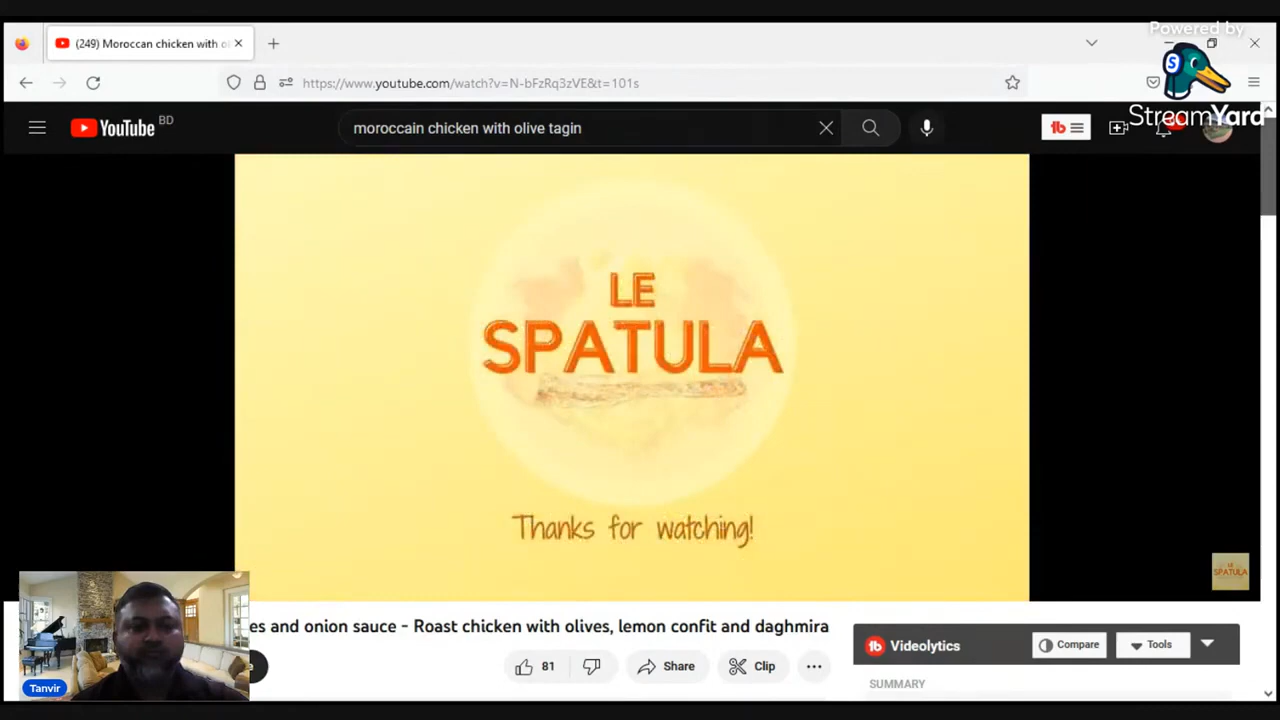 Powered by
StreamYard
(249) Moroccan chicken with o
https://www.youtube.com/watch?v=N-bFzRq3zVE&t=101s
YouTube BD
moroccain chicken with olive tagin
LE
SPATULA
Thanks for watching!
LE
SPATULA
es and onion sauce - Roast chicken with olives, lemon confit and daghmira
81
Share
Clip
Videolytics
Compare
Tools
SUMMARY
Tanvir